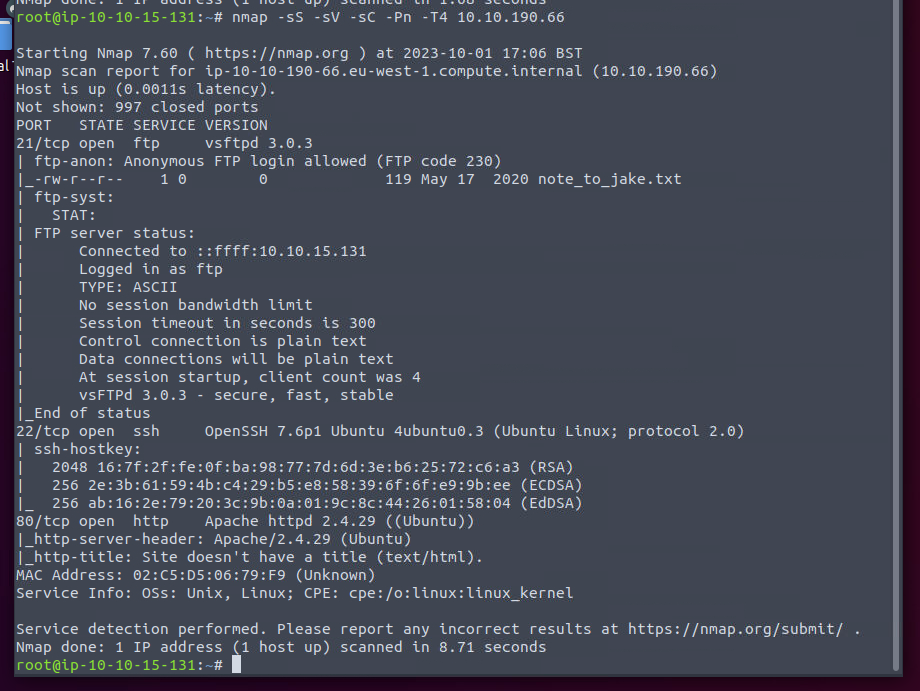 Nmap done: 1 IP address (1 host up) scanned in 1.08 seconds
root@ip-10-10-15-131:~# nmap -sS -sV -sC -Pn -T4 10.10.190.66

Starting Nmap 7.60 ( https://nmap.org ) at 2023-10-01 17:06 BST
Nmap scan report for ip-10-10-190-66.eu-west-1.compute.internal (10.10.190.66)
Host is up (0.0011s latency).
Not shown: 997 closed ports
PORT   STATE SERVICE VERSION
21/tcp open  ftp     vsftpd 3.0.3
| ftp-anon: Anonymous FTP login allowed (FTP code 230)
|_-rw-r--r--    1 0        0             119 May 17  2020 note_to_jake.txt
| ftp-syst:
|   STAT:
| FTP server status:
|      Connected to ::ffff:10.10.15.131
|      Logged in as ftp
|      TYPE: ASCII
|      No session bandwidth limit
|      Session timeout in seconds is 300
|      Control connection is plain text
|      Data connections will be plain text
|      At session startup, client count was 4
|      vsFTPd 3.0.3 - secure, fast, stable
|_End of status
22/tcp open  ssh     OpenSSH 7.6p1 Ubuntu 4ubuntu0.3 (Ubuntu Linux; protocol 2.0)
| ssh-hostkey:
|   2048 16:7f:2f:fe:0f:ba:98:77:7d:6d:3e:b6:25:72:c6:a3 (RSA)
|   256 2e:3b:61:59:4b:c4:29:b5:e8:58:39:6f:6f:e9:9b:ee (ECDSA)
|_  256 ab:16:2e:79:20:3c:9b:0a:01:9c:8c:44:26:01:58:04 (EdDSA)
80/tcp open  http    Apache httpd 2.4.29 ((Ubuntu))
|_http-server-header: Apache/2.4.29 (Ubuntu)
|_http-title: Site doesn't have a title (text/html).
MAC Address: 02:C5:D5:06:79:F9 (Unknown)
Service Info: OSs: Unix, Linux; CPE: cpe:/o:linux:linux_kernel

Service detection performed. Please report any incorrect results at https://nmap.org/submit/ .
Nmap done: 1 IP address (1 host up) scanned in 8.71 seconds
root@ip-10-10-15-131:~#